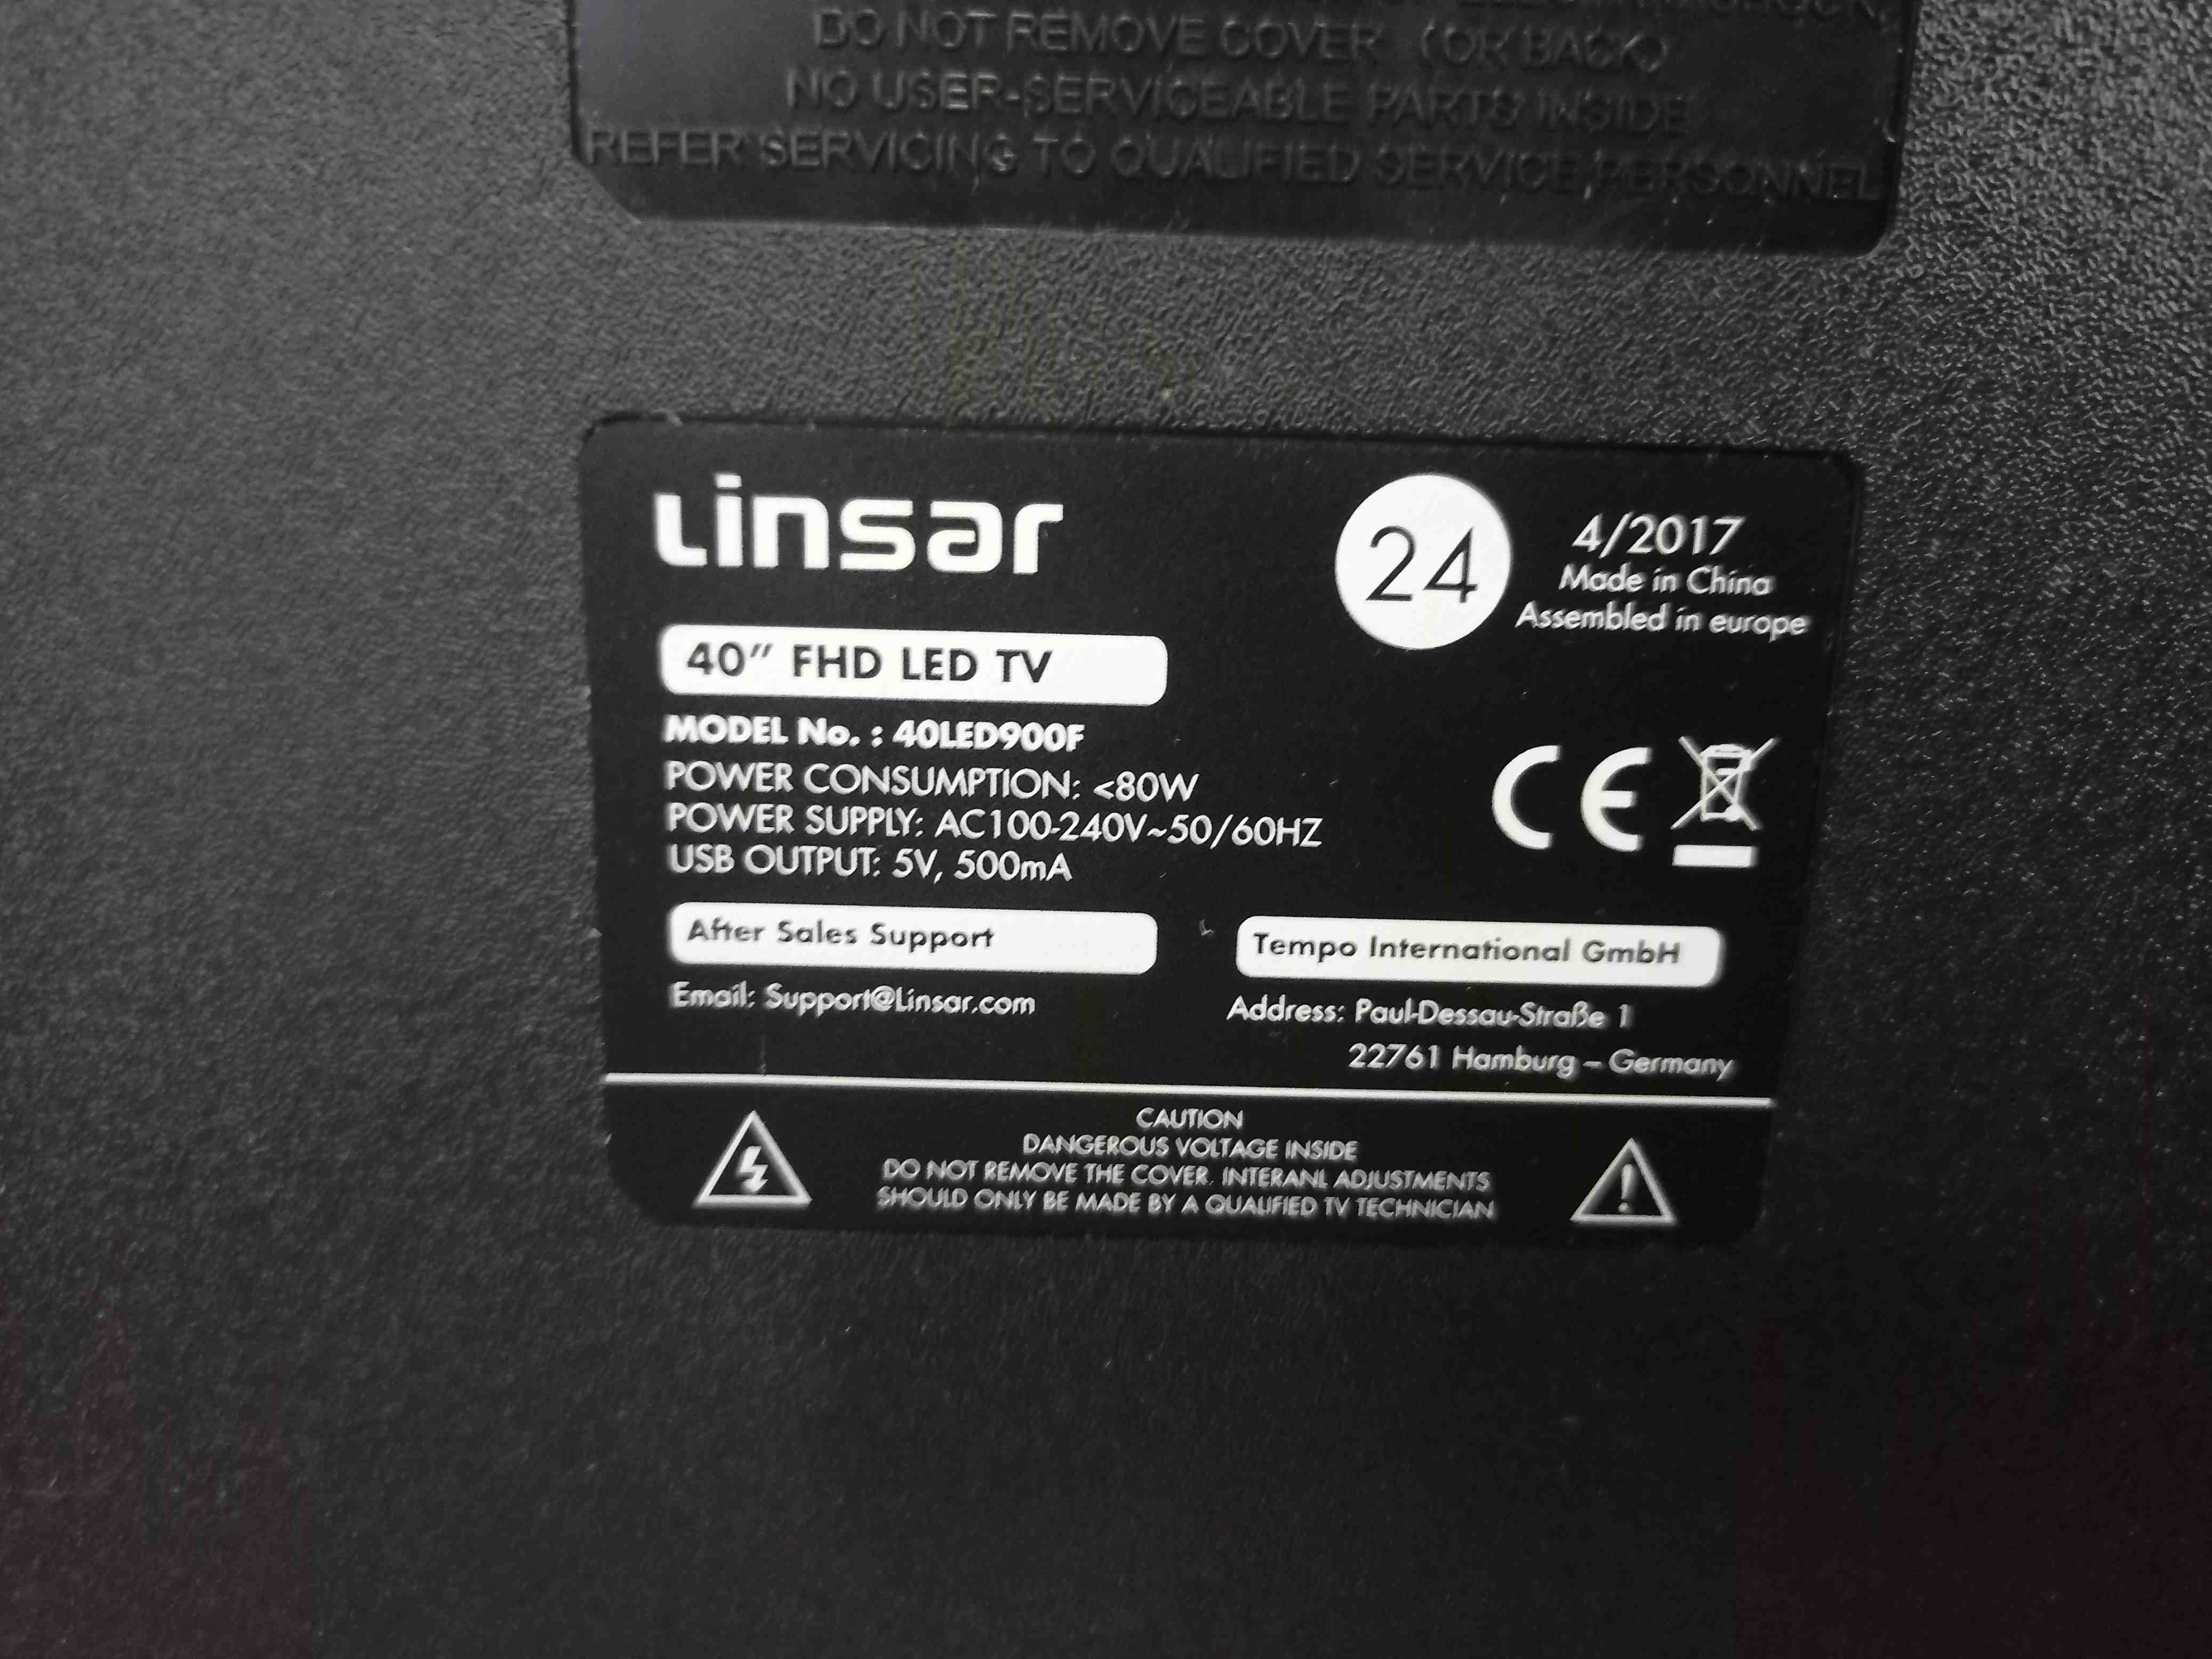 DO NOT REMOVE COVER (OR BACK)
NO USER-SERVICEABLE PARTS INSIDE
REFER SERVICING TO QUALIFIED SERVICE PERSONNEL
Linsar
24
4/2017
Made in China
Assembled in europe
40" FHD LED TV
MODEL No. : 40LED900F
POWER CONSUMPTION: <80W
POWER SUPPLY: AC100-240V~50/60HZ
USB OUTPUT: 5V, 500mA
CE
After Sales Support
Email: Support@Linsar.com
Tempo International GmbH
Address: Paul-Dessau-Straße 1
22761 Hamburg – Germany
CAUTION
DANGEROUS VOLTAGE INSIDE
DO NOT REMOVE THE COVER. INTERANL ADJUSTMENTS
SHOULD ONLY BE MADE BY A QUALIFIED TV TECHNICIAN